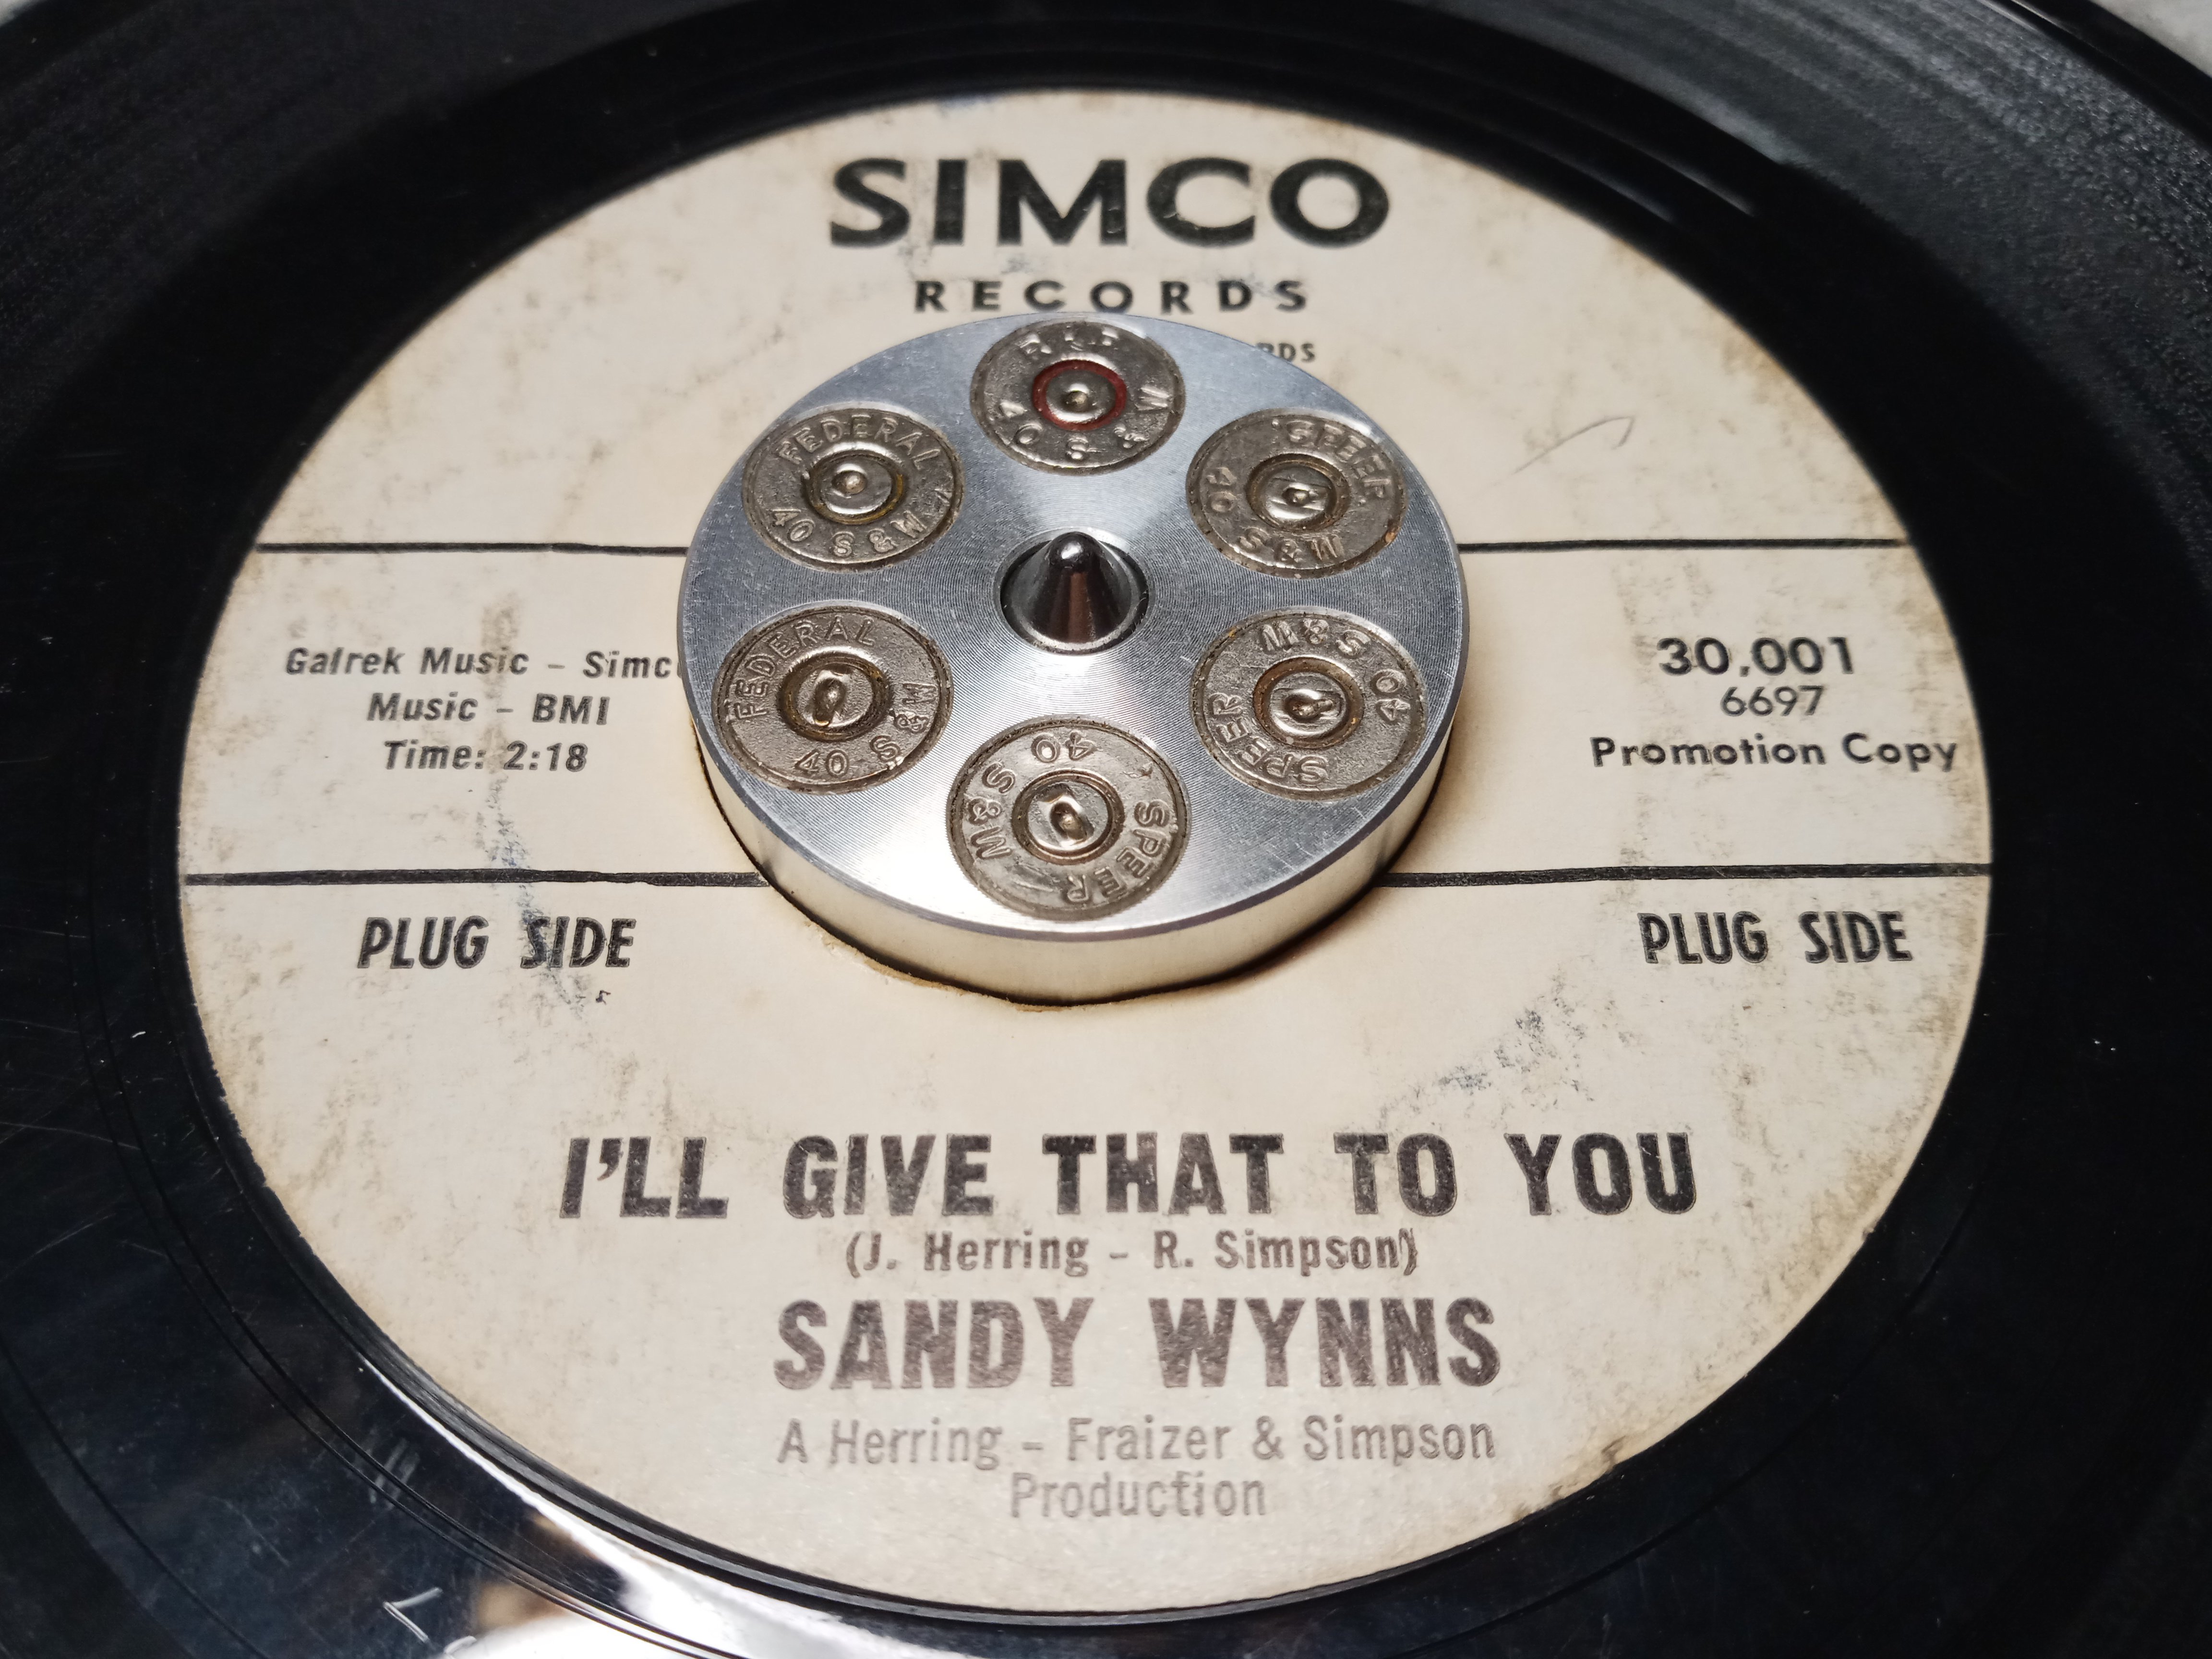 SIMCO
RECORDS
R-P
40 S&W
FEDERAL
40 S&W
SPEER
40
S&W
Galrek Music – Simc
Music – BMI
Time: 2:18
FEDERAL
40 S&W
SPEER
40
S&W
SPEER
40
S&W
30,001
6697
Promotion Copy
PLUG SIDE
PLUG SIDE
I'LL GIVE THAT TO YOU
(J. Herring – R. Simpson)
SANDY WYNNS
A Herring – Fraizer & Simpson
Production